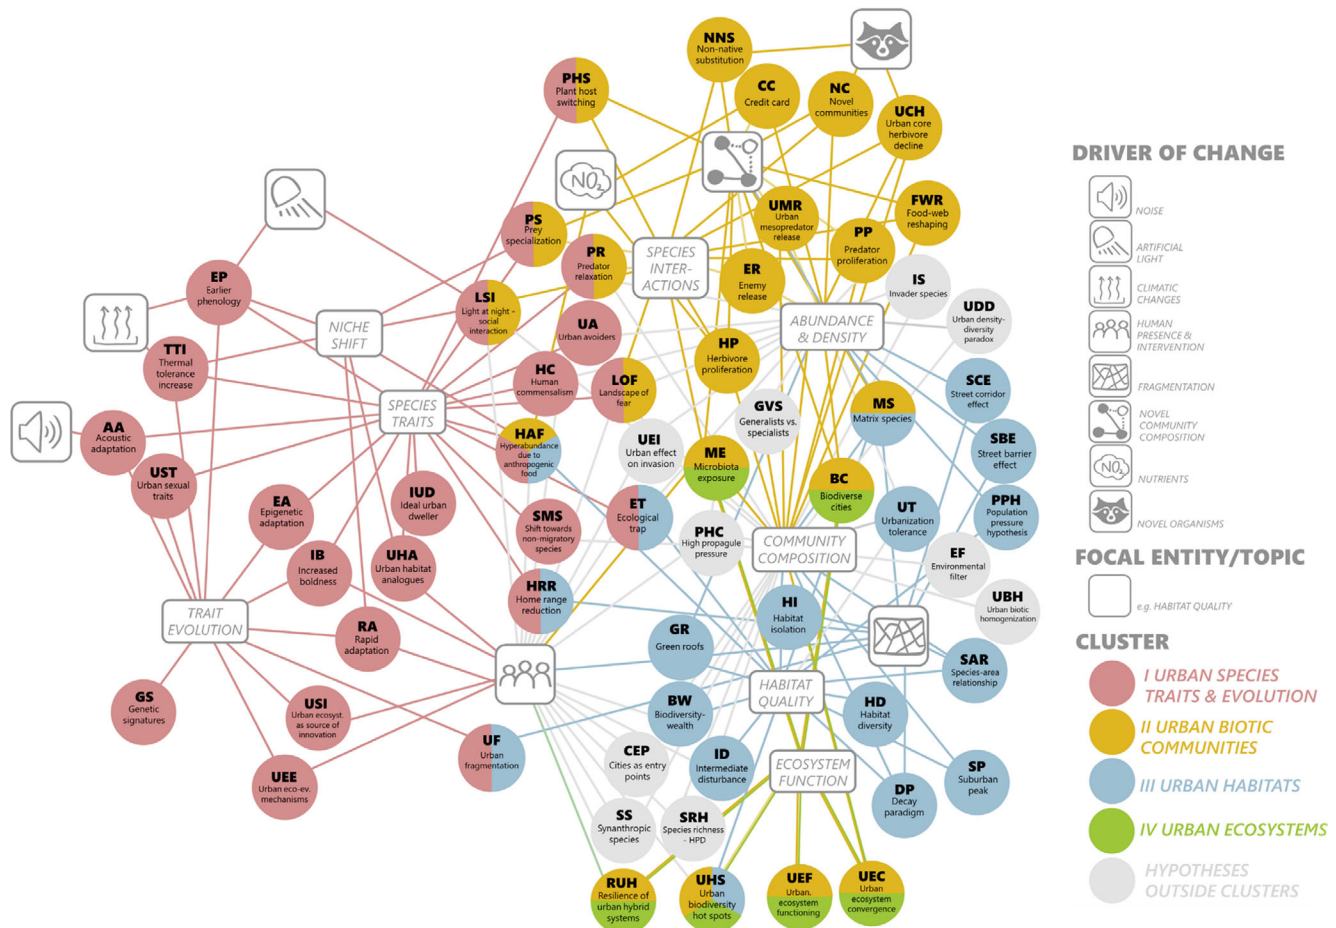 NNS
Non-native
substitution
PHS
Plant host
switching
CC
Credit card
NC
Novel
communities
UCH
Urban core
herbivore
decline
NO₂
PS
Prey
specialization
UMR
Urban
mesopredator
release
FWR
Food-web
reshaping
PR
Predator
relaxation
SPECIES
INTER-
ACTIONS
PP
Predator
proliferation
EP
Earlier
phenology
ER
Enemy
release
IS
Invader species
LSI
Light at night -
social
interaction
UDD
Urban density-
diversity
paradox
NICHE
SHIFT
UA
Urban avoiders
ABUNDANCE
& DENSITY
TTI
Thermal
tolerance
increase
HP
Herbivore
proliferation
HC
Human
commensalism
LOF
Landscape of
fear
SCE
Street corridor
effect
SPECIES
TRAITS
GVS
Generalists vs.
specialists
MS
Matrix species
AA
Acoustic
adaptation
HAF
Hyperabundance
due to
anthropogenic
food
UEI
Urban effect
on invasion
ME
Microbiota
exposure
SBE
Street barrier
effect
UST
Urban sexual
traits
BC
Biodiverse
cities
EA
Epigenetic
adaptation
IUD
Ideal urban
dweller
SMS
Shift towards
non-migratory
species
ET
Ecological
trap
UT
Urbanization
tolerance
PPH
Population
pressure
hypothesis
PHC
High propagule
pressure
COMMUNITY
COMPOSITION
IB
Increased
boldness
UHA
Urban habitat
analogues
EF
Environmental
filter
HRR
Home range
reduction
HI
Habitat
isolation
UBH
Urban biotic
homogenization
TRAIT
EVOLUTION
RA
Rapid
adaptation
GR
Green roofs
SAR
Species-area
relationship
GS
Genetic
signatures
USI
Urban ecosyst.
as source of
innovation
HABITAT
QUALITY
BW
Biodiversity-
wealth
HD
Habitat
diversity
UF
Urban
fragmentation
CEP
Cities as entry
points
ID
Intermediate
disturbance
ECOSYSTEM
FUNCTION
SP
Suburban
peak
UEE
Urban eco-ev.
mechanisms
DP
Decay
paradigm
SS
Synanthropic
species
SRH
Species richness
- HPD
RUH
Resilience of
urban hybrid
systems
UHS
Urban
biodiversity
hot spots
UEF
Urban.
ecosystem
functioning
UEC
Urban
ecosystem
convergence
DRIVER OF CHANGE
NOISE
ARTIFICIAL
LIGHT
CLIMATIC
CHANGES
HUMAN
PRESENCE &
INTERVENTION
FRAGMENTATION
NOVEL
COMMUNITY
COMPOSITION
NO₂
NUTRIENTS
NOVEL ORGANISMS
FOCAL ENTITY/TOPIC
e.g. HABITAT QUALITY
CLUSTER
I URBAN SPECIES
TRAITS & EVOLUTION
II URBAN BIOTIC
COMMUNITIES
III URBAN HABITATS
IV URBAN ECOSYSTEMS
HYPOTHESES
OUTSIDE CLUSTERS